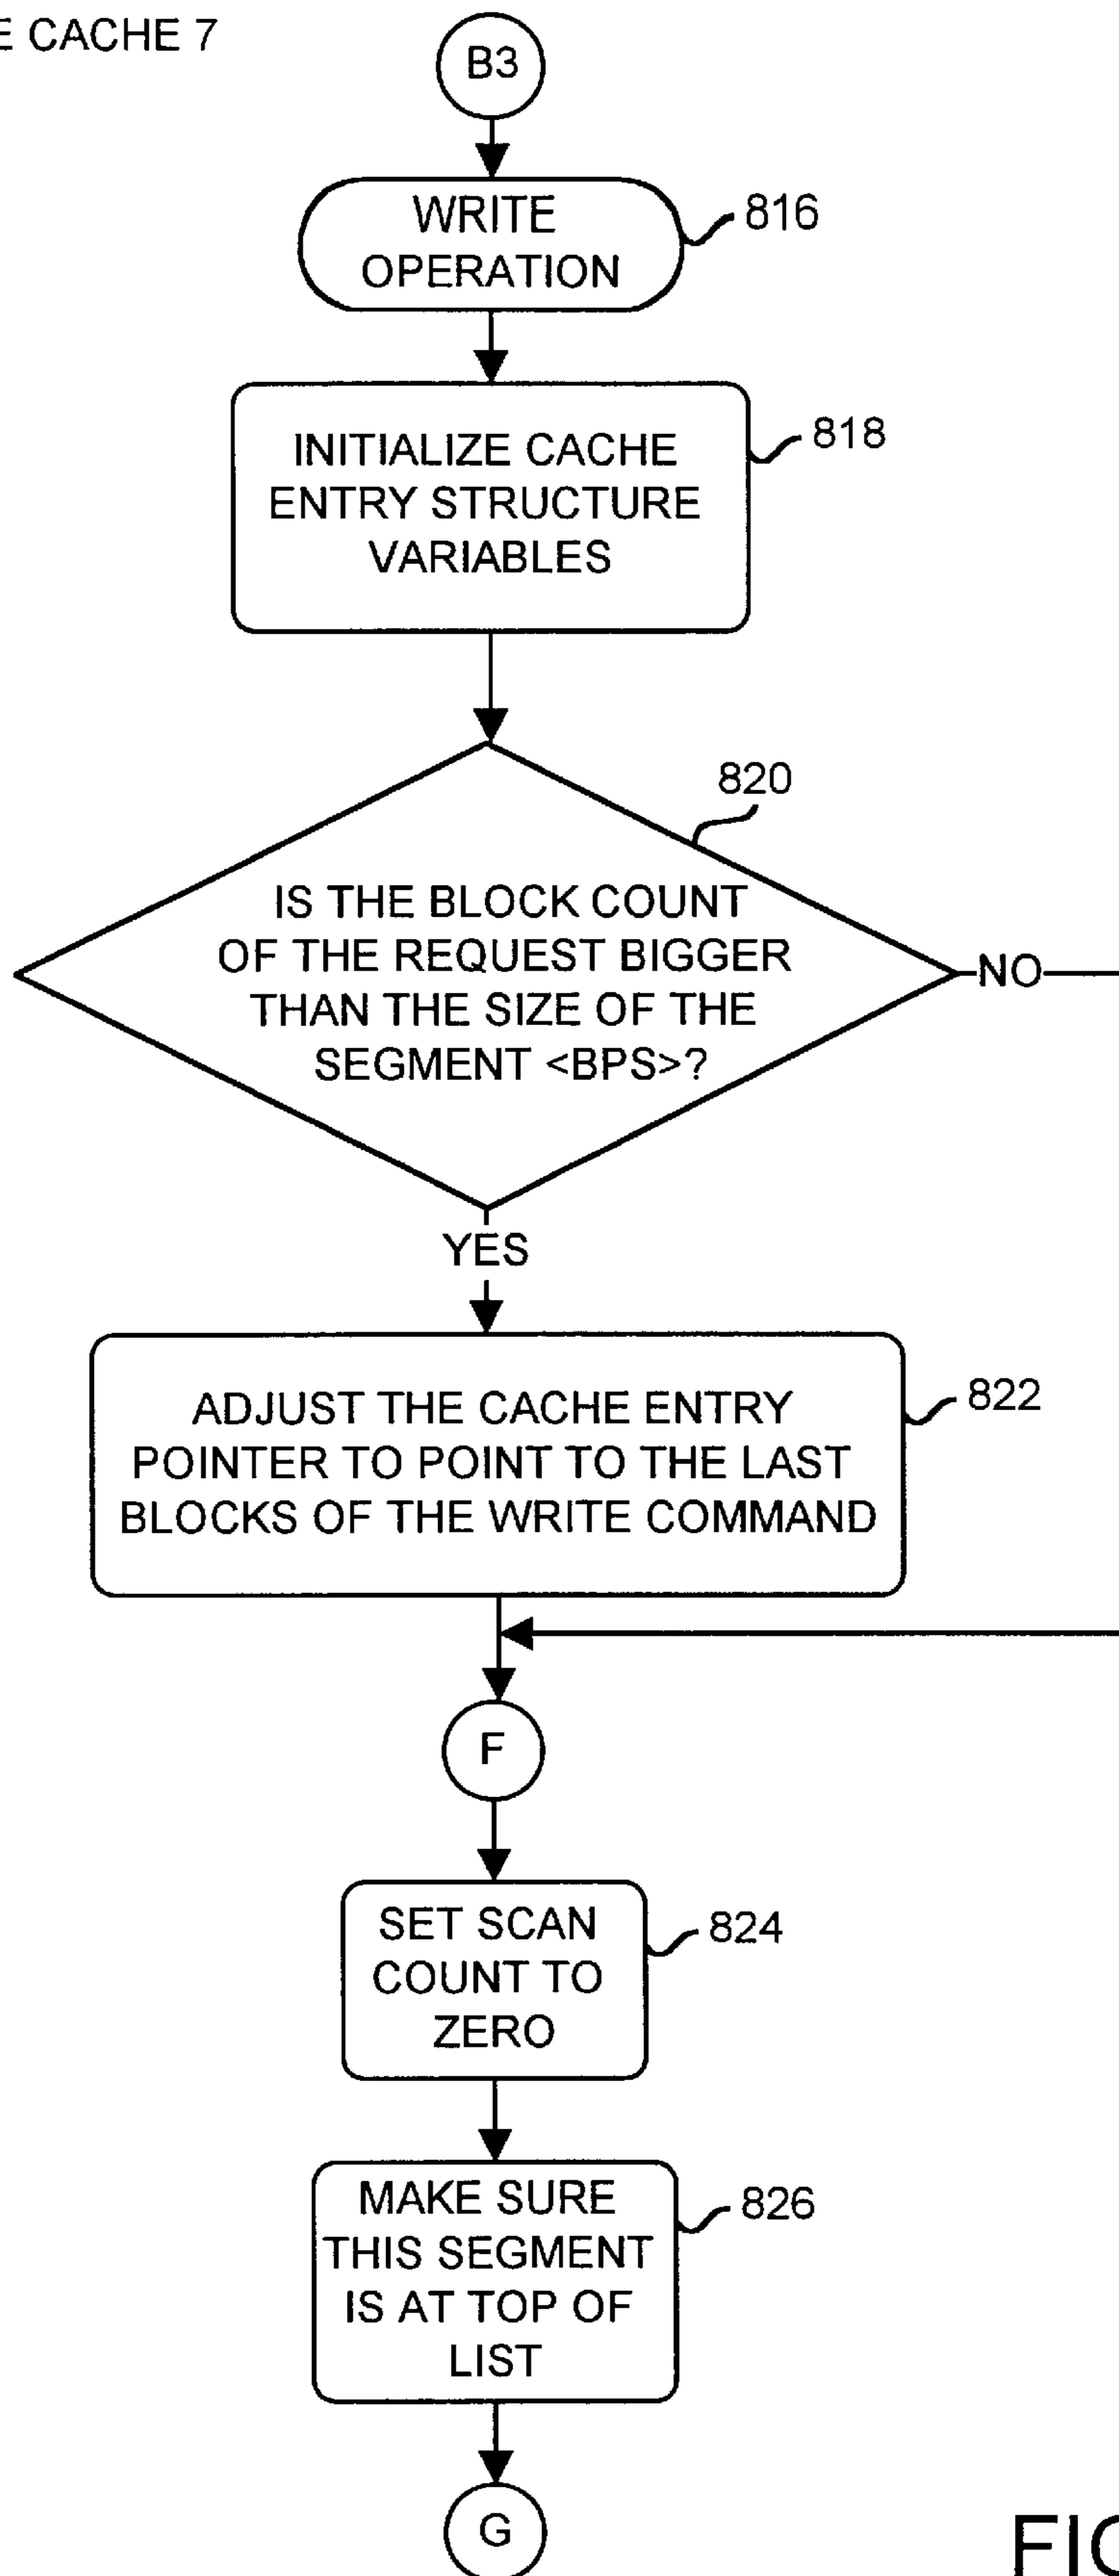 E CACHE 7
B3
WRITE
OPERATION
816
INITIALIZE CACHE
ENTRY STRUCTURE
VARIABLES
818
820
IS THE BLOCK COUNT
OF THE REQUEST BIGGER
THAN THE SIZE OF THE
SEGMENT <BPS>?
NO
YES
ADJUST THE CACHE ENTRY
POINTER TO POINT TO THE LAST
BLOCKS OF THE WRITE COMMAND
822
F
SET SCAN
COUNT TO
ZERO
824
MAKE SURE
THIS SEGMENT
IS AT TOP OF
LIST
826
G
FIG